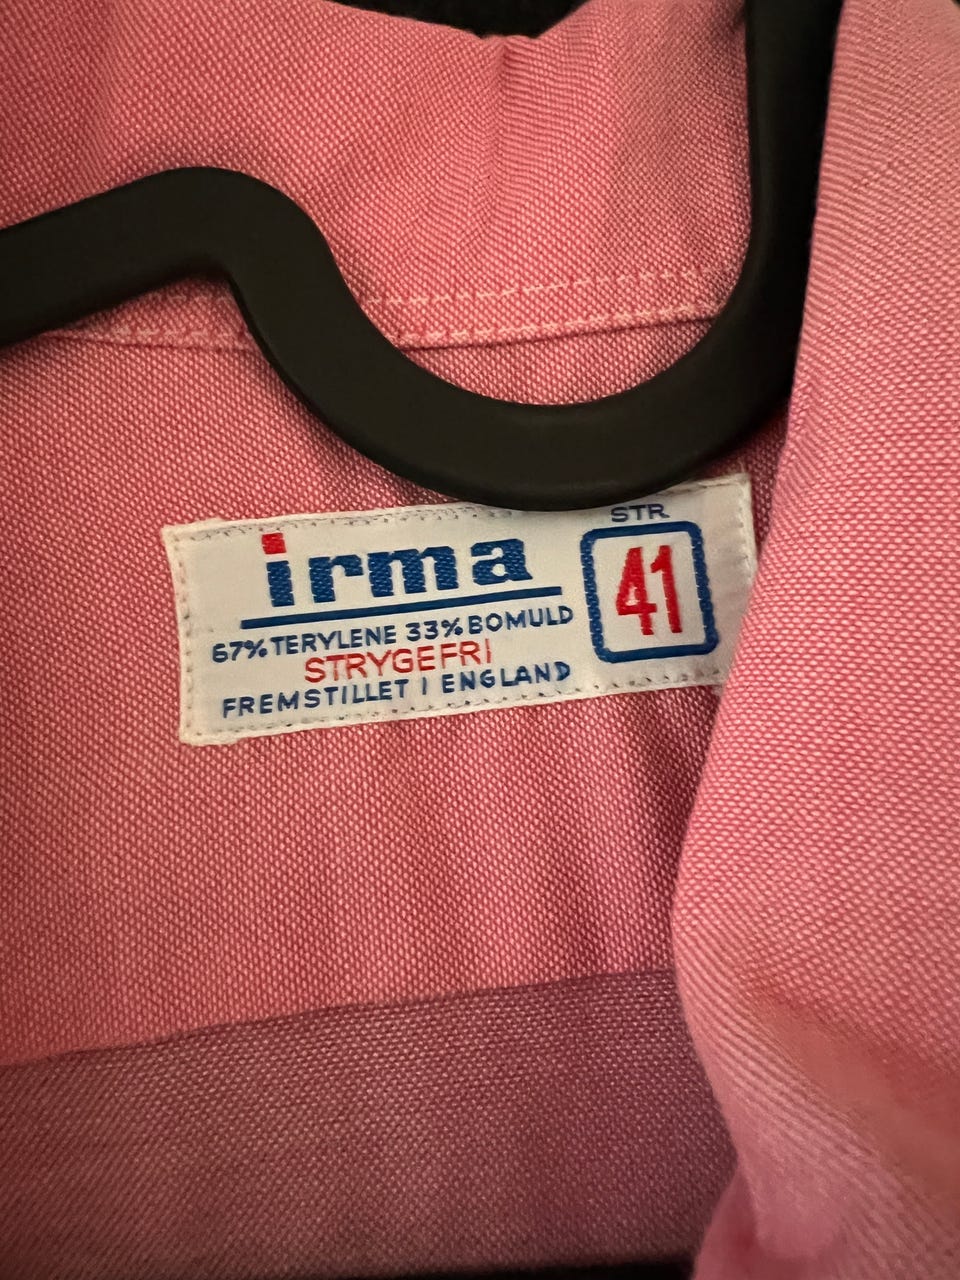 irma
67% TERYLENE 33% BOMULD
STRYGEFRI
FREMSTILLET I ENGLAND
STR
41